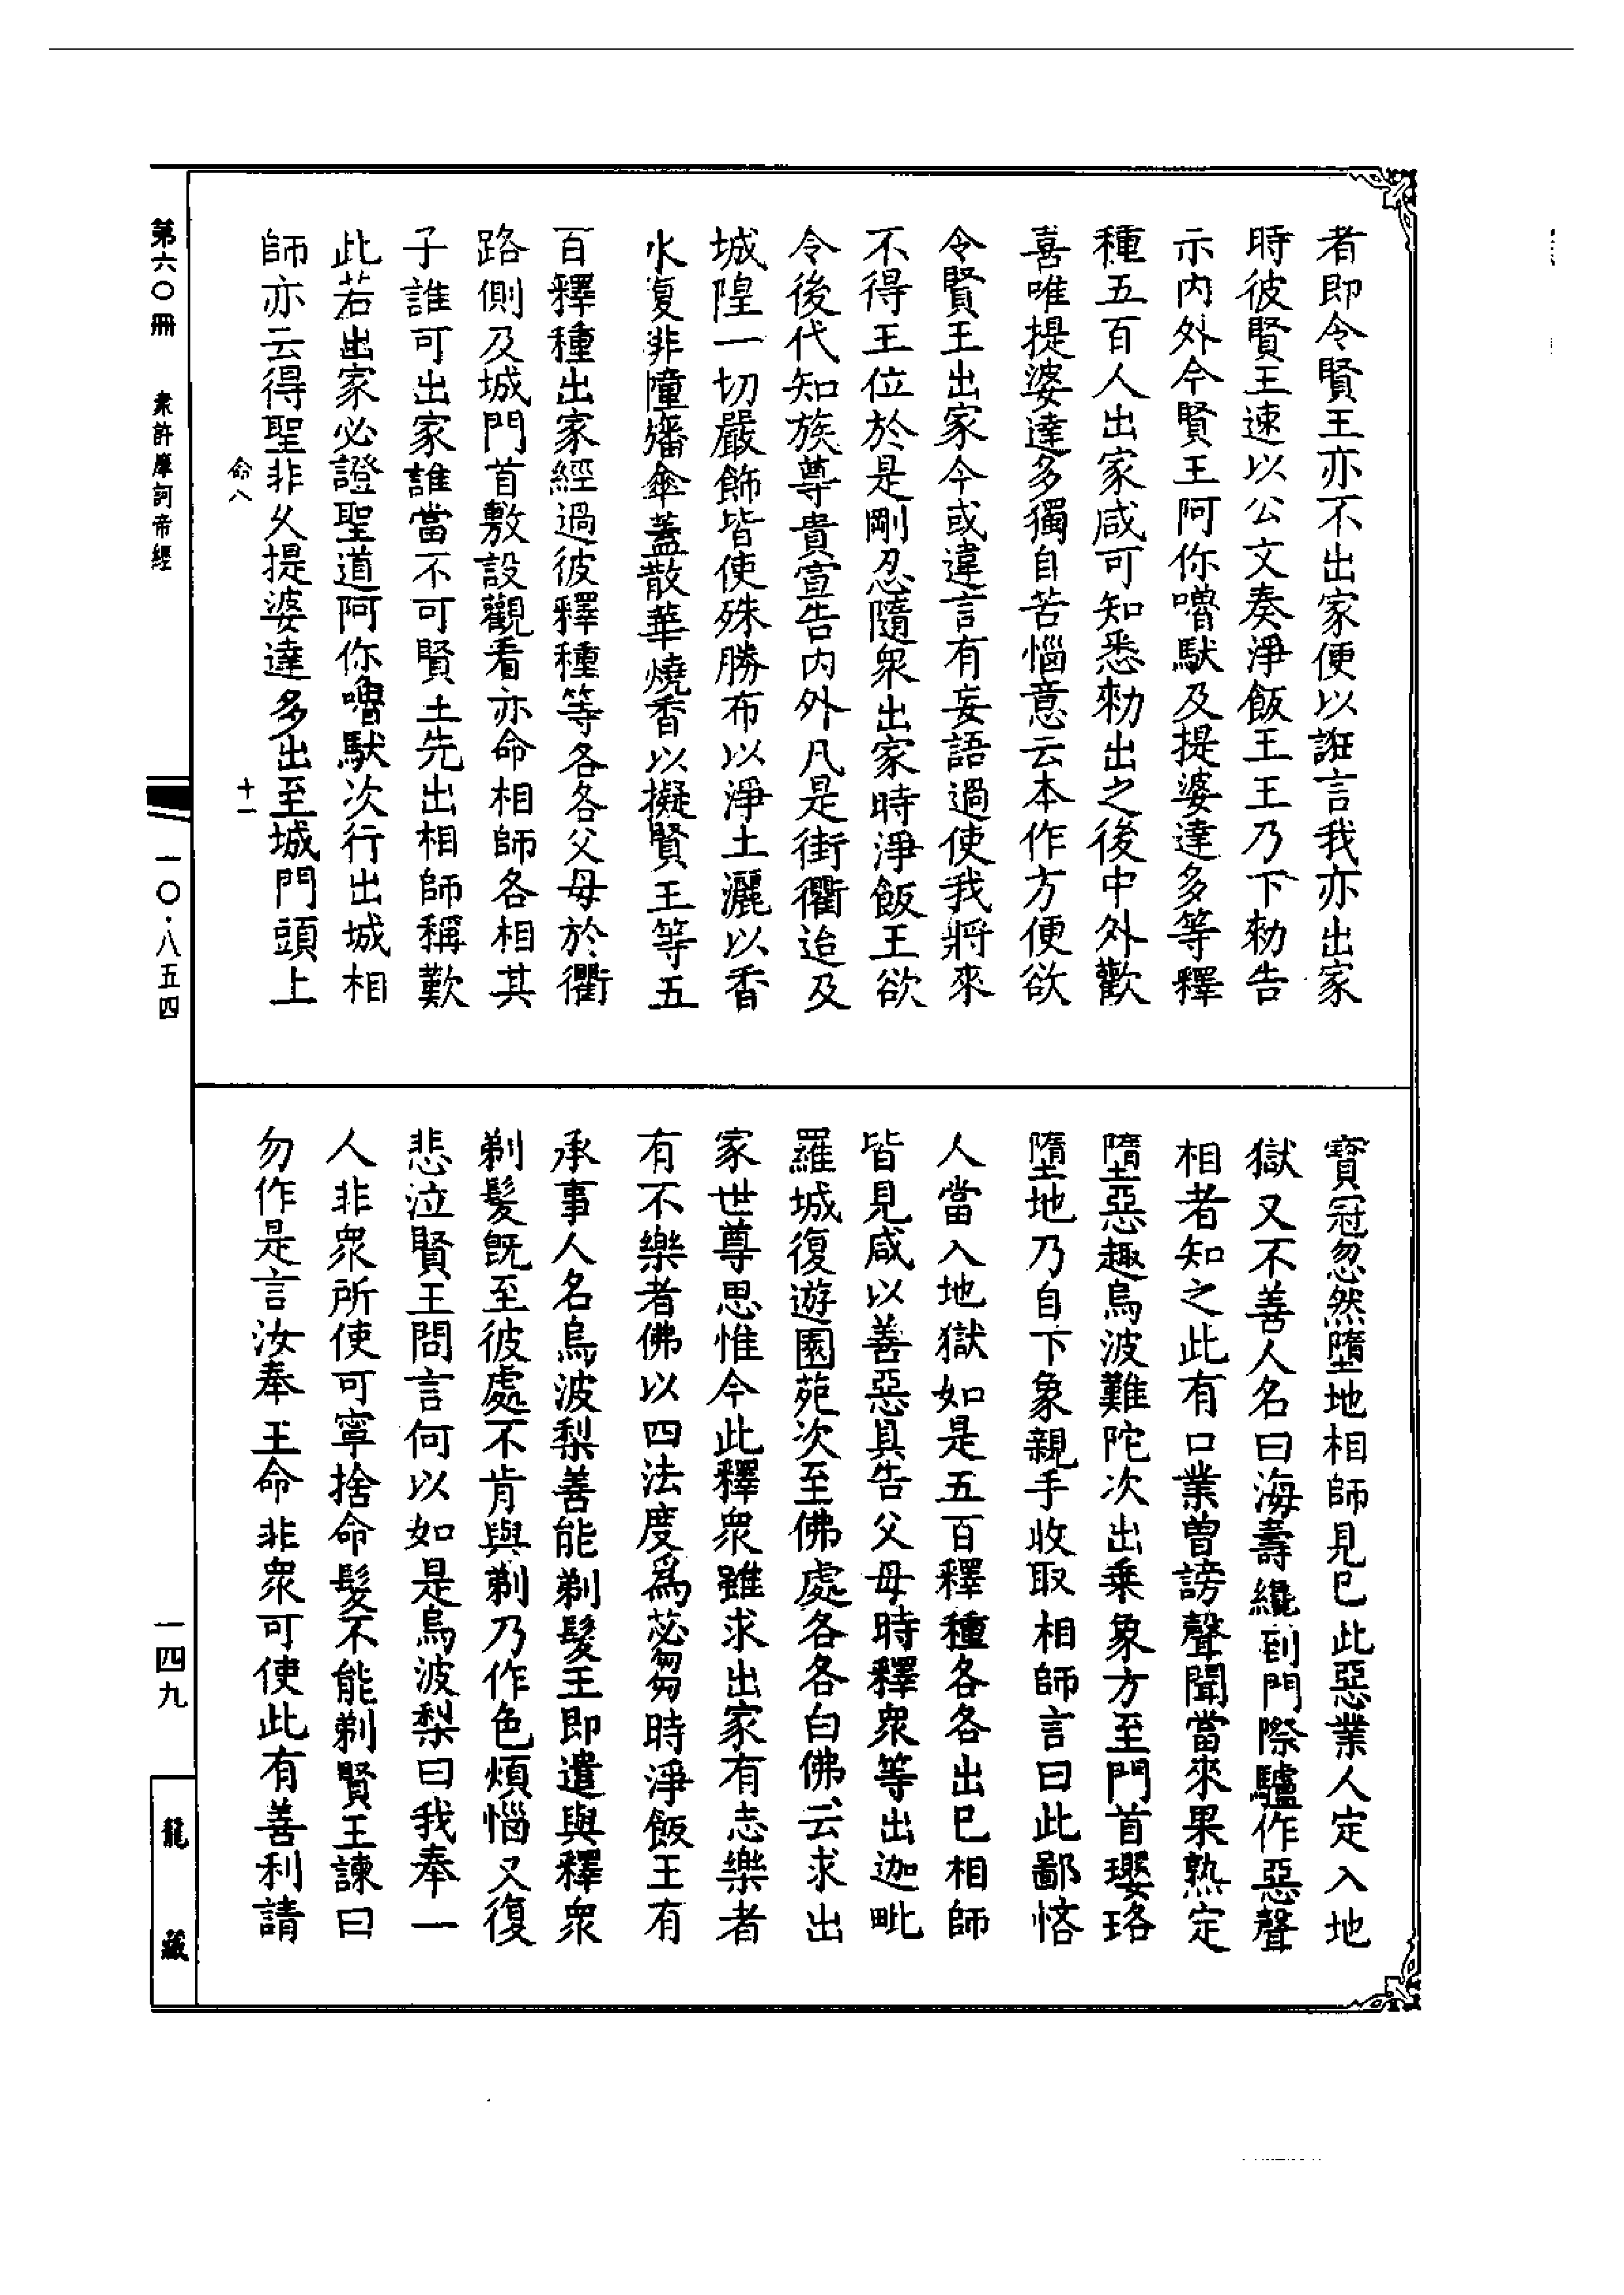 者即令賢王亦不出家便以誑言我亦出家
時彼賢王速以公文奏淨飯王王乃下勑告
示內外今賢王阿你嚕馱及提婆達多等釋
種五百人出家咸可知悉勑出之後中外歡
喜唯提婆達多獨自苦惱意云本作方便欲
令賢王出家今或違言有妄語過使我將來
不得王位於是剛忍隨衆出家時淨飯王欲
令後代知族尊貴宣告内外凡是街衢迨及
城隍一切嚴飾皆使殊勝布以淨土灑以香
水復排幢旛傘蓋散華燒香以擬賢王等五
百釋種出家經過彼釋種等各各父母於衢
路側及城門首敷設觀看亦命相師各相其
子誰可出家誰當不可賢王先出相師稱歎
此若出家必證聖道阿你嚕馱次行出城相
師亦云得聖非久提婆達多出至城門頭上
寶冠忽然墮地相師見巳此惡業人定入地
獄又不善人名曰海壽纔到門際驢作惡聲
相者知之此有口業曾謗聲聞當來果熟定
墮惡趣烏波難陀次出乗象方至門首瓔珞
墮地乃自下象親手收取相師言曰此鄙悋
人當入地獄如是五百釋種各各出巳相師
皆見咸以善惡具告父母時釋衆等出迦毗
羅城復遊園苑次至佛處各各白佛云求出
家世尊思惟今此釋衆雖求出家有志樂者
有不樂者佛以四法度爲苾芻時淨飯王有
承事人名烏波梨善能剃髮王即遣與釋衆
剃髮旣至彼處不肯與剃乃作色煩惱又復
悲泣賢王問言何以如是烏波梨曰我奉一
人非衆所使可寧捨命髮不能剃賢王諫曰
勿作是言汝奉王命非衆可使此有善利請
命八
十一
第六〇冊
衆許摩訶帝經
一〇·八五四
一四九
龍藏